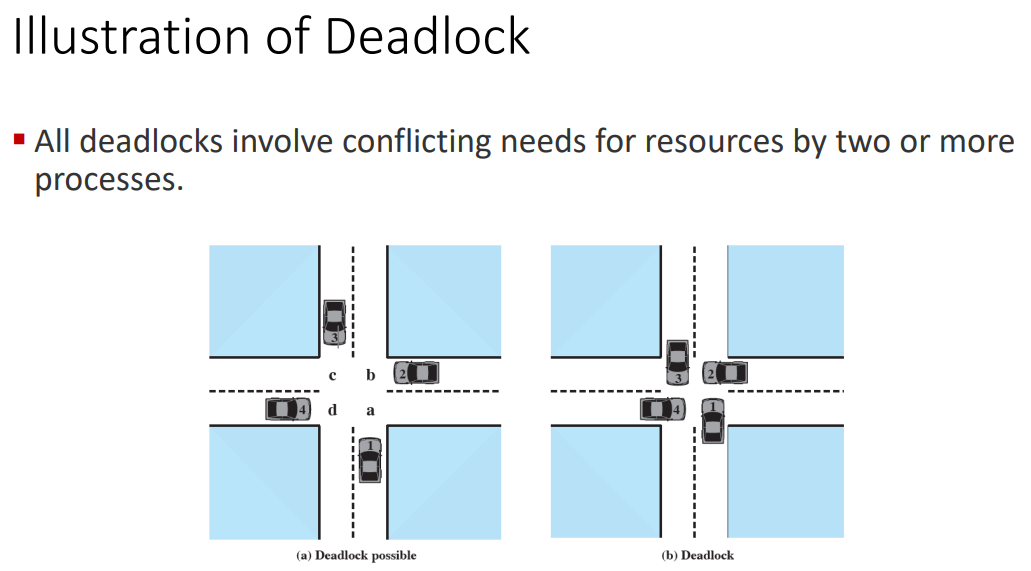 Illustration of Deadlock
▪ All deadlocks involve conflicting needs for resources by two or more
processes.
3
c b 2
4 d a
1
(a) Deadlock possible
3 2
4 1
(b) Deadlock